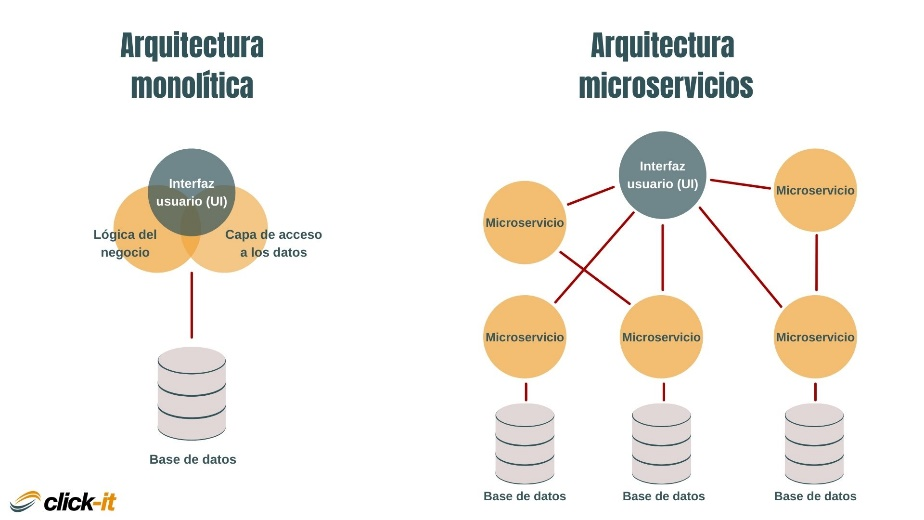 Arquitectura
monolítica
Interfaz
usuario (UI)
Lógica del
negocio
Capa de acceso
a los datos
Base de datos
click-it
Arquitectura
microservicios
Interfaz
usuario (UI)
Microservicio
Microservicio
Microservicio
Microservicio
Microservicio
Base de datos
Base de datos
Base de datos